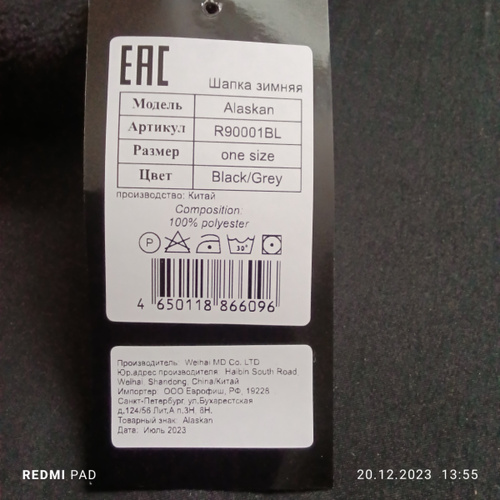 EAC
Шапка зимняя
Модель Alaskan
Артикул R90001BL
Размер one size
Цвет Black/Grey
производство: Китай
Composition:
100% polyester
P 30°
4 650118 866096
Производитель: Weihai MD Co. LTD
Юр.адрес производителя: Haibin South Road,
Weihai, Shandong, China/Китай
Импортер: ООО Еврофиш, РФ, 19228
Санкт-Петербург, ул.Бухарестская
д.124/56 Лит.А п.3Н, 8Н.
Товарный знак: Alaskan
Дата: Июль 2023
REDMI PAD 20.12.2023 13:55